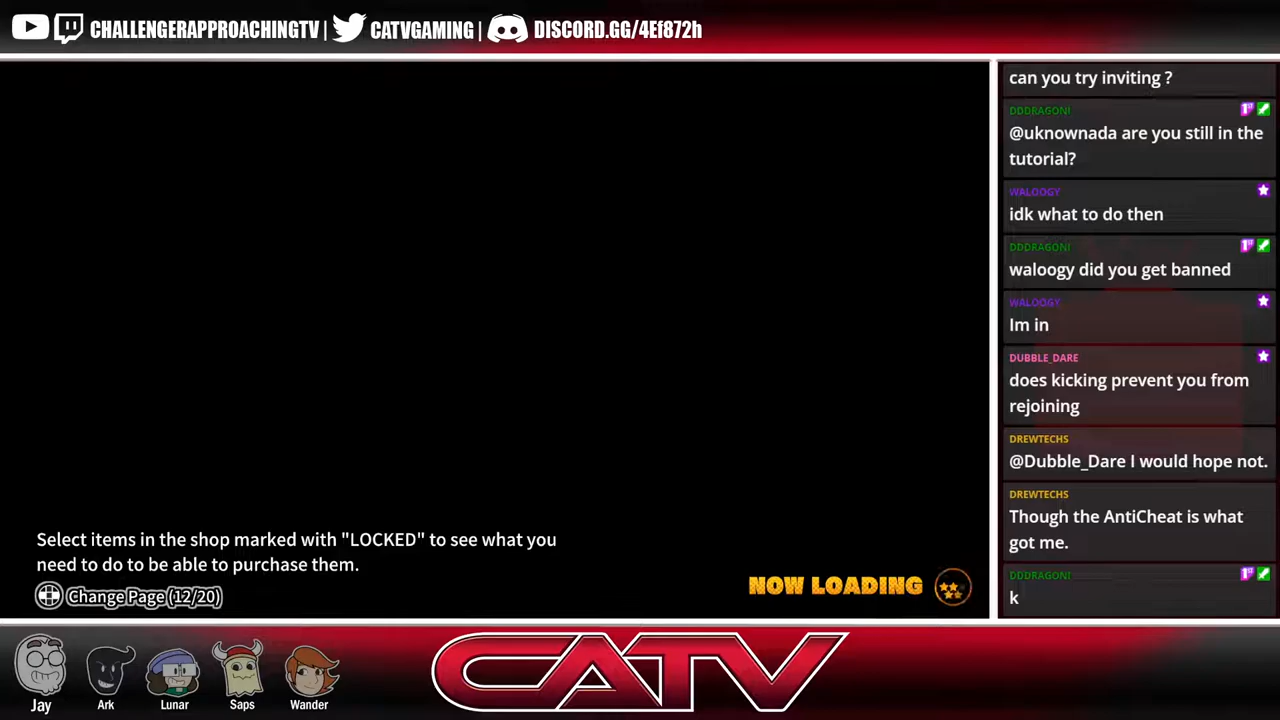 CHALLENGERAPPROACHINGTV | CATVGAMING | DISCORD.GG/4Ef872h
can you try inviting ?
DDDRAGONI
@uknownada are you still in the
tutorial?
WALOOGY
idk what to do then
DDDRAGONI
waloogy did you get banned
WALOOGY
Im in
DUBBLE_DARE
does kicking prevent you from
rejoining
DREWTECHS
@Dubble_Dare I would hope not.
DREWTECHS
Though the AntiCheat is what
got me.
DDDRAGONI
k
Select items in the shop marked with "LOCKED" to see what you
need to do to be able to purchase them.
Change Page (12/20)
NOW LOADING
Jay
Ark
Lunar
Saps
Wander
CATV